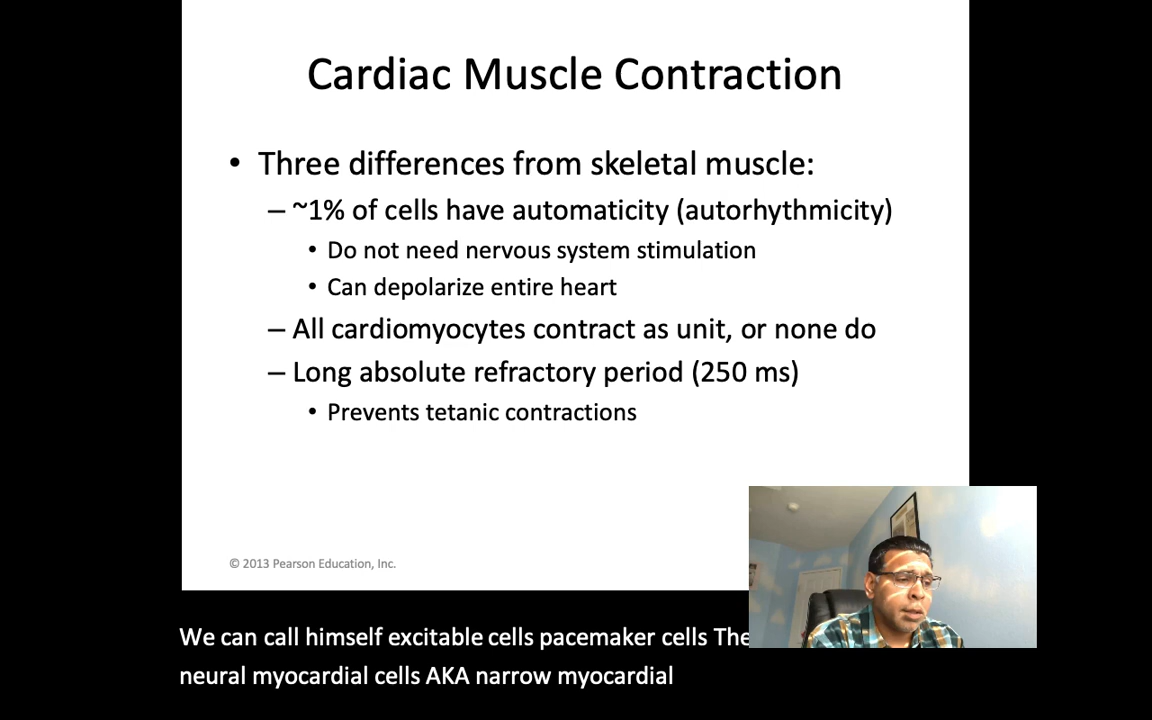 Cardiac Muscle Contraction
• Three differences from skeletal muscle:
– ~1% of cells have automaticity (autorhythmicity)
• Do not need nervous system stimulation
• Can depolarize entire heart
– All cardiomyocytes contract as unit, or none do
– Long absolute refractory period (250 ms)
• Prevents tetanic contractions
© 2013 Pearson Education, Inc.
We can call himself excitable cells pacemaker cells The
neural myocardial cells AKA narrow myocardial